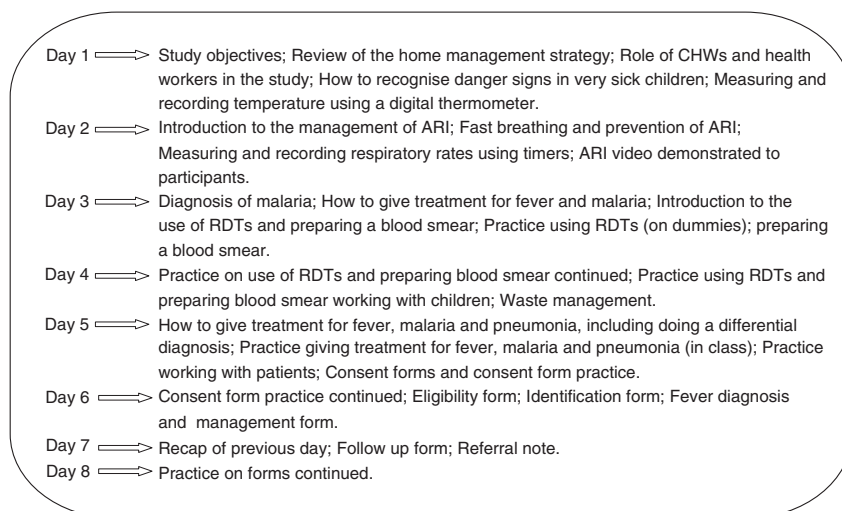 Day 1 Study objectives; Review of the home management strategy; Role of CHWs and health
workers in the study; How to recognise danger signs in very sick children; Measuring and
recording temperature using a digital thermometer.
Day 2 Introduction to the management of ARI; Fast breathing and prevention of ARI;
Measuring and recording respiratory rates using timers; ARI video demonstrated to
participants.
Day 3 Diagnosis of malaria; How to give treatment for fever and malaria; Introduction to the
use of RDTs and preparing a blood smear; Practice using RDTs (on dummies); preparing
a blood smear.
Day 4 Practice on use of RDTs and preparing blood smear continued; Practice using RDTs and
preparing blood smear working with children; Waste management.
Day 5 How to give treatment for fever, malaria and pneumonia, including doing a differential
diagnosis; Practice giving treatment for fever, malaria and pneumonia (in class); Practice
working with patients; Consent forms and consent form practice.
Day 6 Consent form practice continued; Eligibility form; Identification form; Fever diagnosis
and management form.
Day 7 Recap of previous day; Follow up form; Referral note.
Day 8 Practice on forms continued.